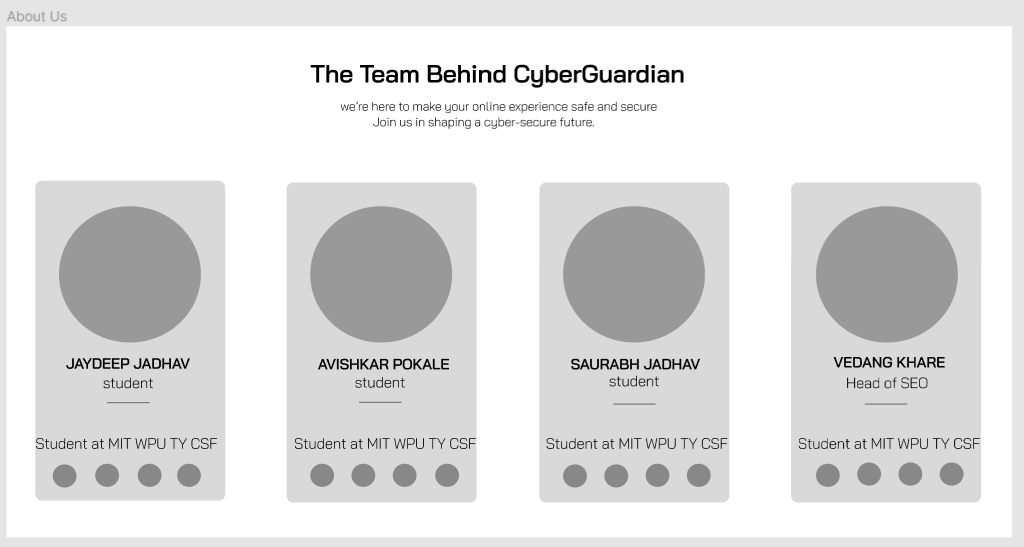 About Us
The Team Behind CyberGuardian
we're here to make your online experience safe and secure
Join us in shaping a cyber-secure future.
JAYDEEP JADHAV
student
Student at MIT WPU TY CSF
AVISHKAR POKALE
student
Student at MIT WPU TY CSF
SAURABH JADHAV
student
Student at MIT WPU TY CSF
VEDANG KHARE
Head of SEO
Student at MIT WPU TY CSF